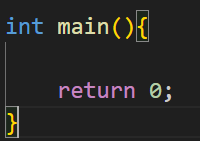 int main(){
    return 0;
}